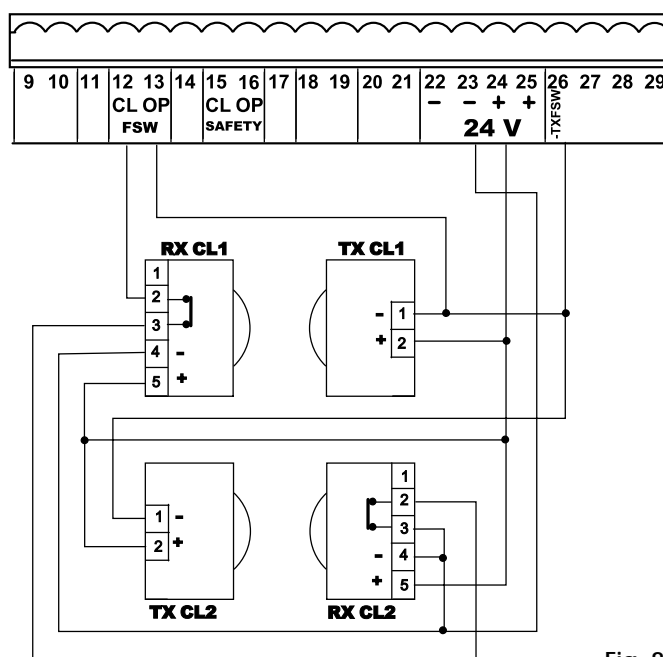 9 10 11 12 13 14 15 16 17 18 19 20 21 22 23 24 25 26 27 28 29
CL OP CL OP - - + + -TXFSW
FSW SAFETY 24 V
RX CL1 TX CL1
1
2
3
4 -
5 +
- 1
+ 2
1 -
2 +
1
2
3
- 4
+ 5
TX CL2 RX CL2